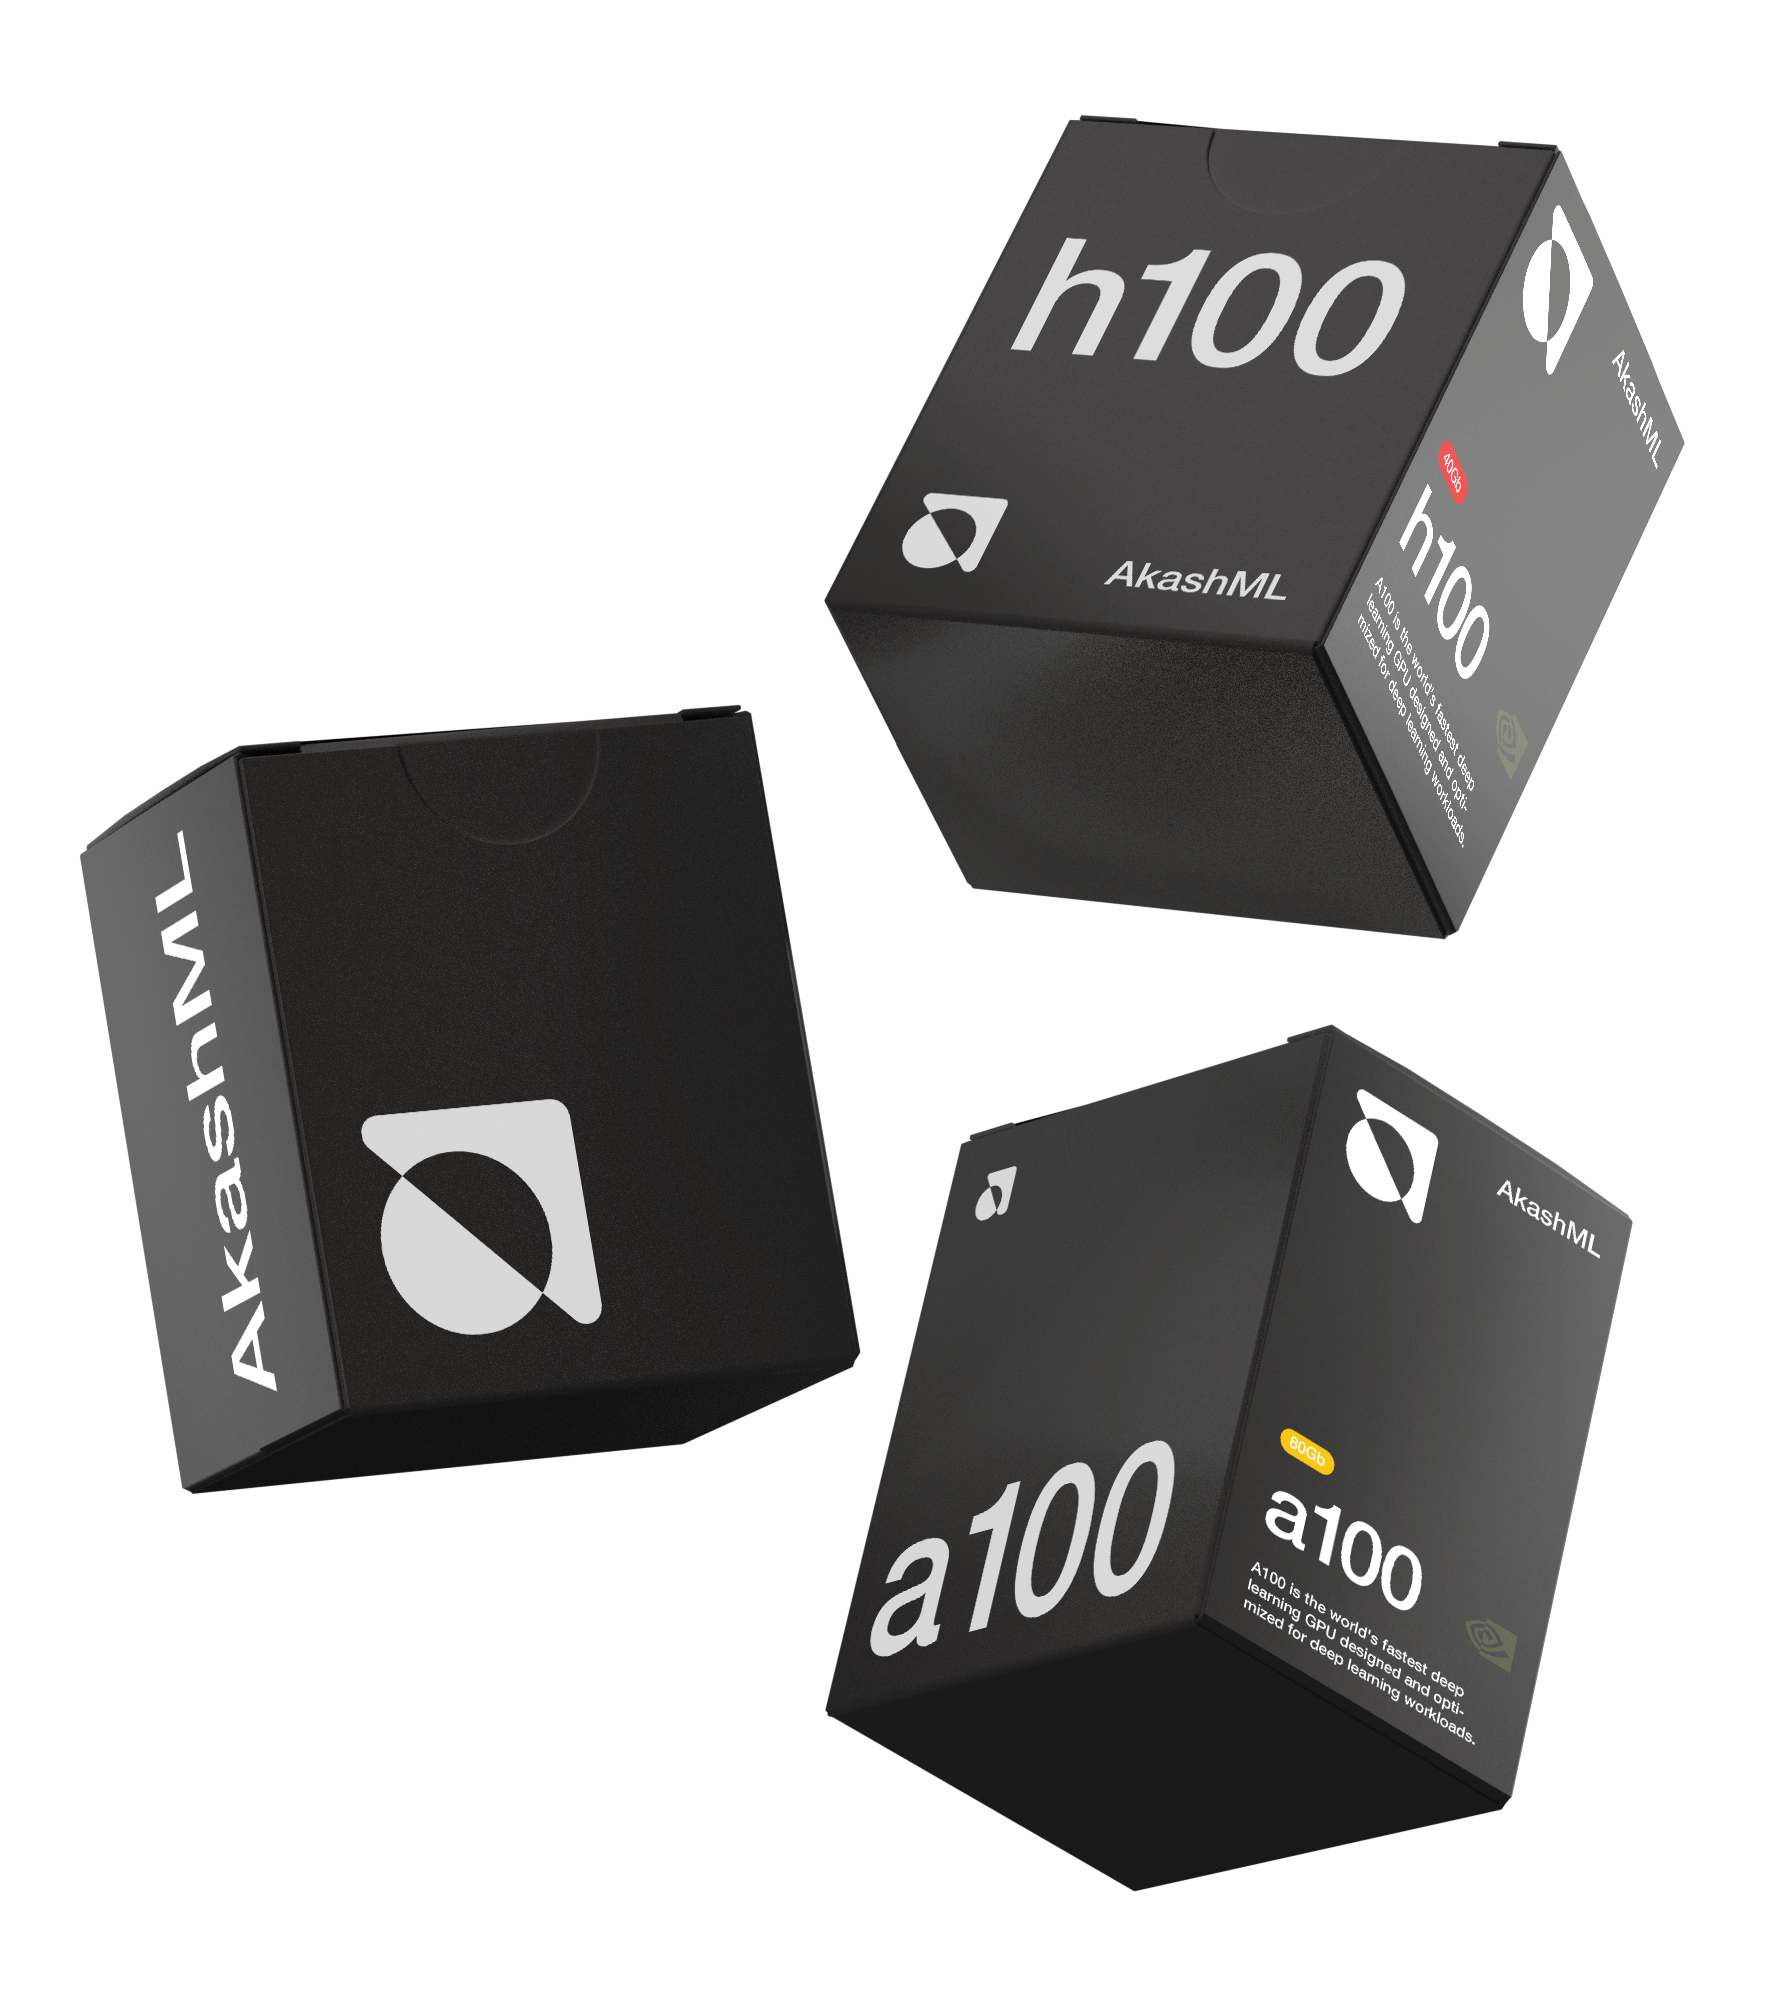 h100
AkashML
AkashML
40Gb
h100
A100 is the world's fastest deep
learning GPU designed and opti-
mized for deep learning workloads.
AkashML
a100
AkashML
80Gb
a100
A100 is the world's fastest deep
learning GPU designed and opti-
mized for deep learning workloads.